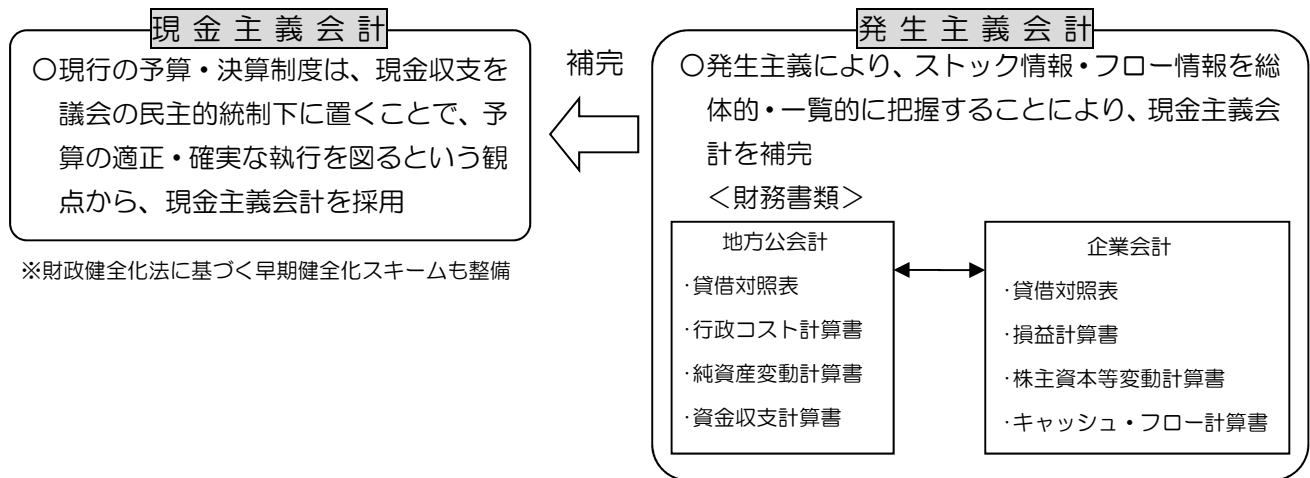 現金主義会計
〇現行の予算・決算制度は、現金収支を
議会の民主的統制下に置くことで、予
算の適正・確実な執行を図るという観
点から、現金主義会計を採用
※財政健全化法に基づく早期健全化スキームも整備
補完
発生主義会計
〇発生主義により、ストック情報・フロー情報を総
体的・一覧的に把握することにより、現金主義会
計を補完
＜財務書類＞
地方公会計
・貸借対照表
・行政コスト計算書
・純資産変動計算書
・資金収支計算書
企業会計
・貸借対照表
・損益計算書
・株主資本等変動計算書
・キャッシュ・フロー計算書